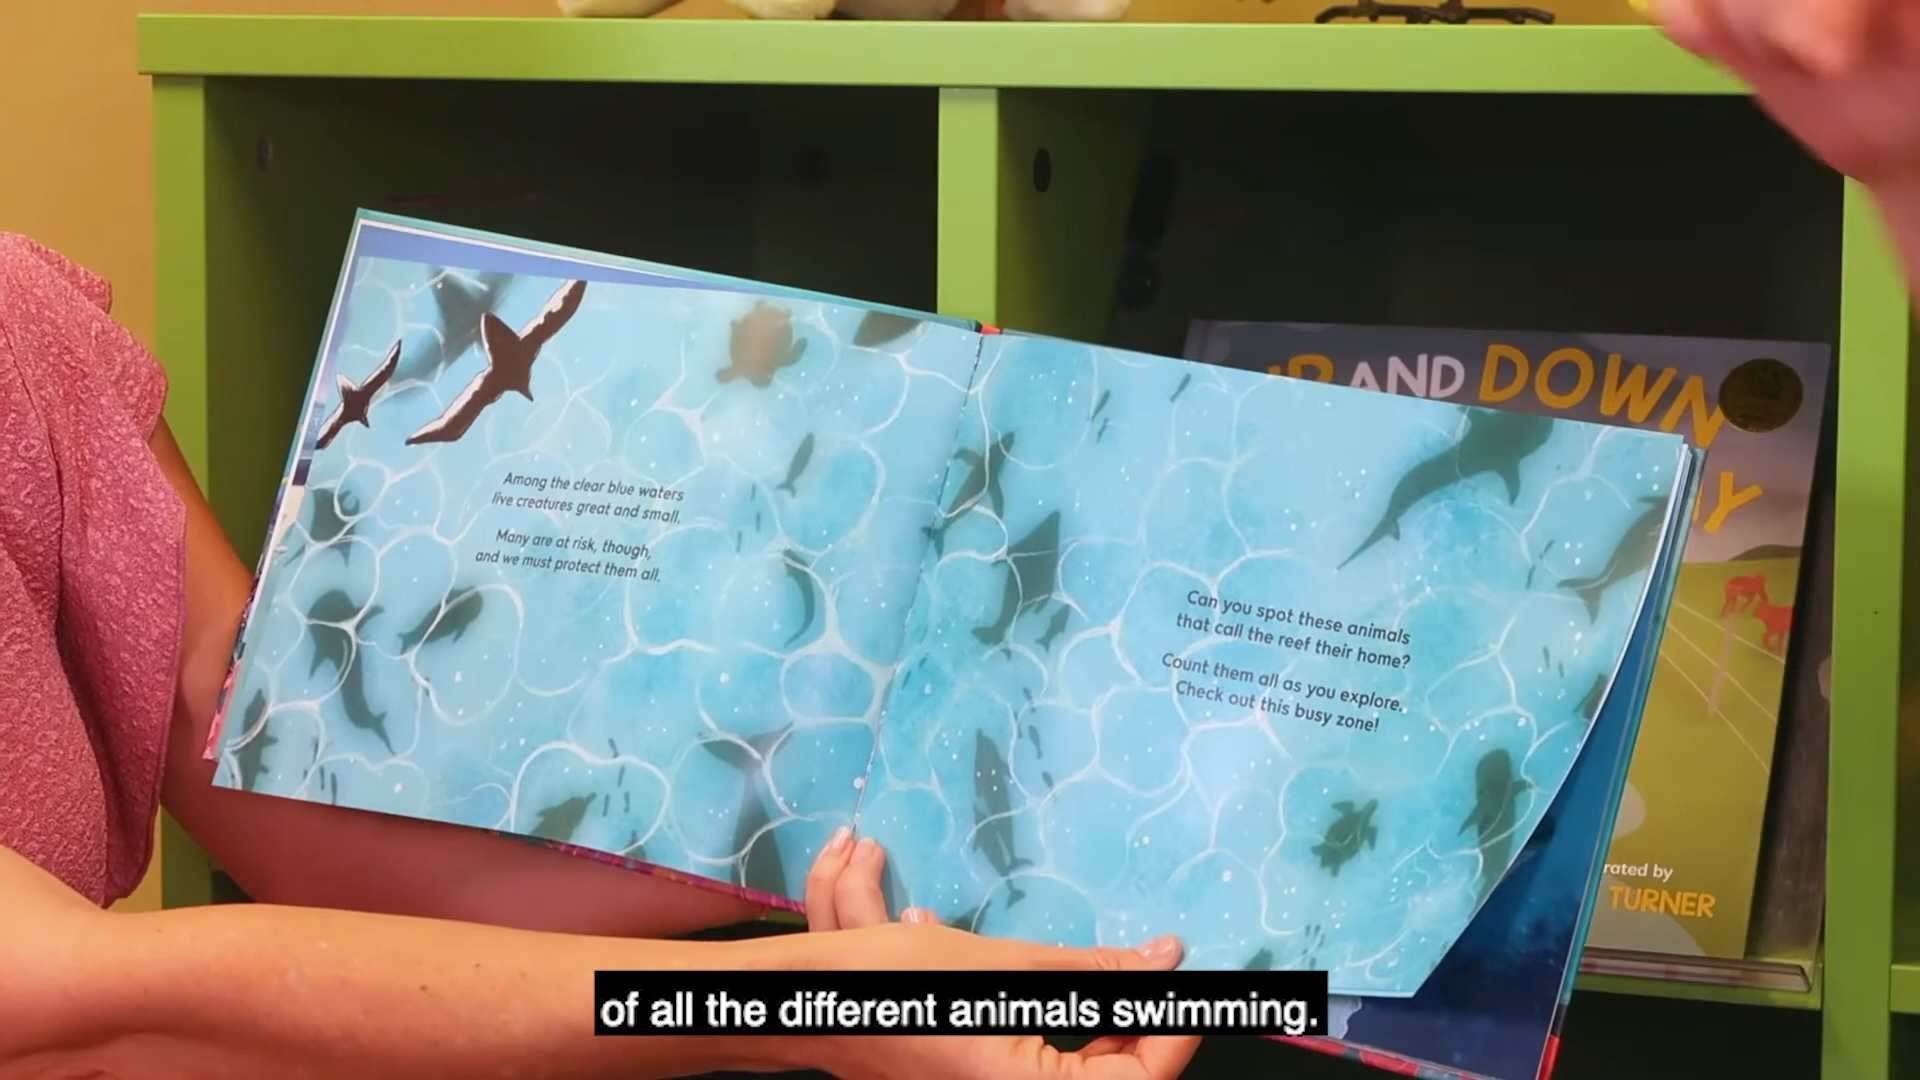 AND DOWN
Among the clear blue waters
live creatures great and small.
Many are at risk, though,
and we must protect them all.
Can you spot these animals
that call the reef their home?
Count them all as you explore.
Check out this busy zone!
rated by
TURNER
of all the different animals swimming.